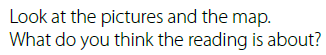 Look at the pictures and the map.
What do you think the reading is about?